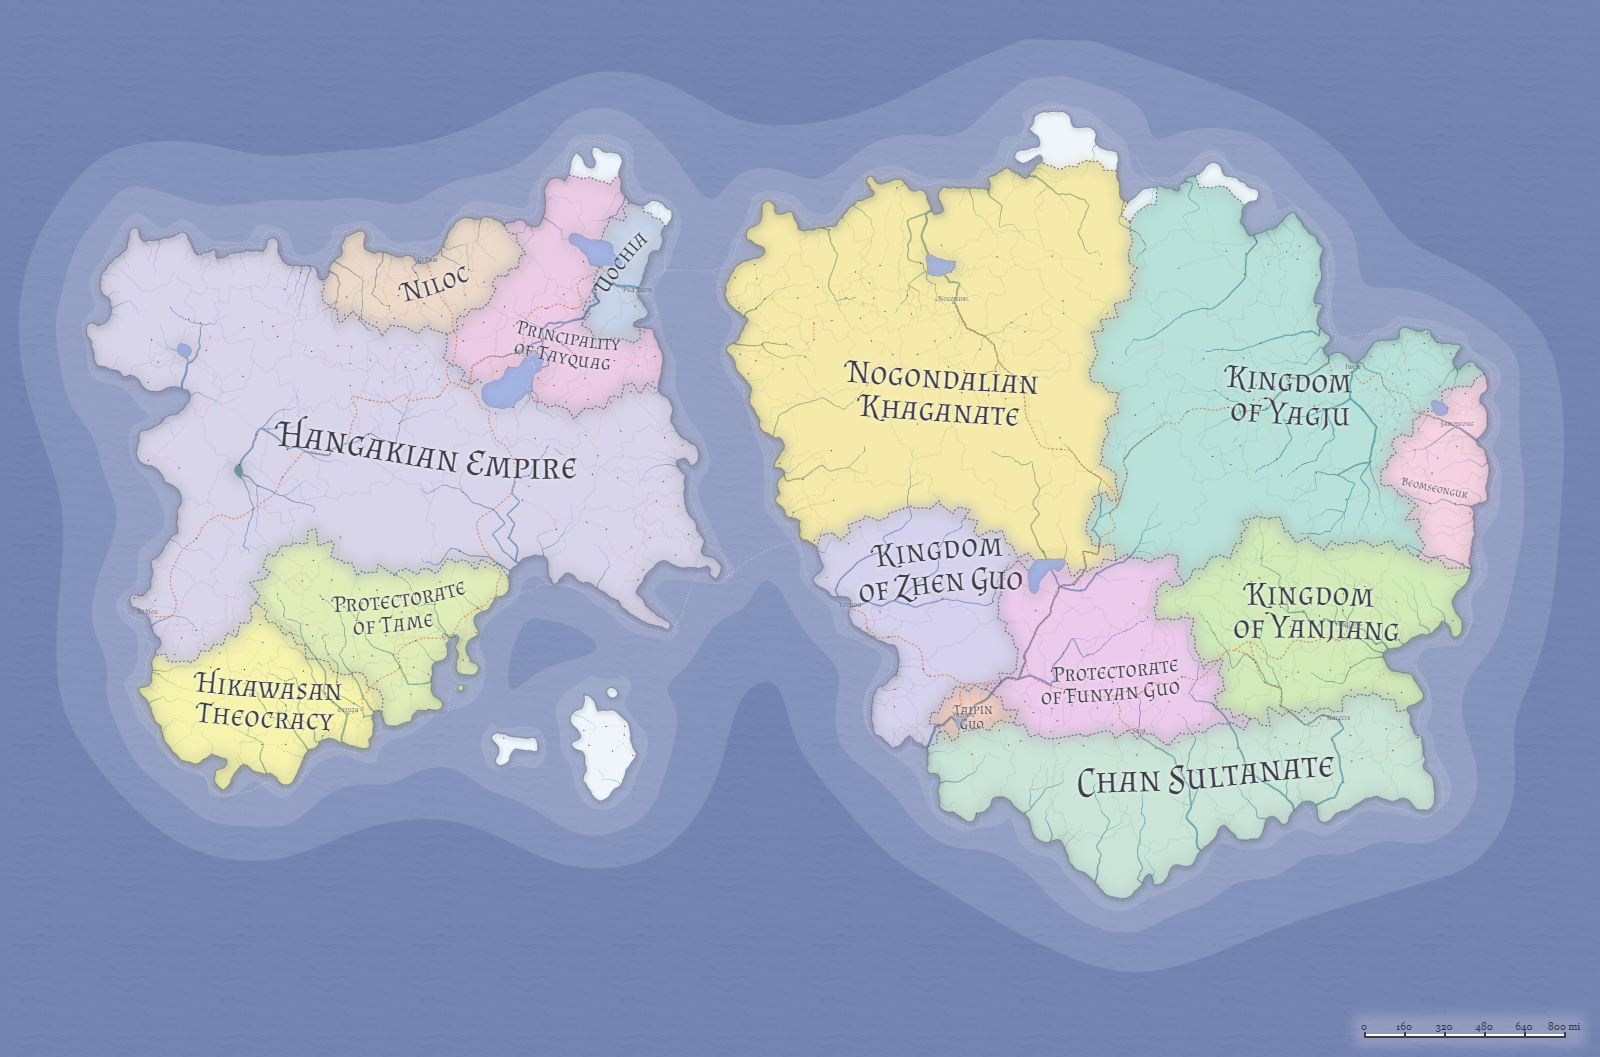 Niloc
Uochia
Principality
of Tayquag
Hangakian Empire
Protectorate
of Tame
Hikawasan
Theocracy
Nogondalian
Khaganate
Kingdom
of Yagju
Beomseonguk
Kingdom
of Zhen Guo
Kingdom
of Yanjiang
Protectorate
of Funyan Guo
Taipin
Guo
Chan Sultanate
0 160 320 480 640 800 mi